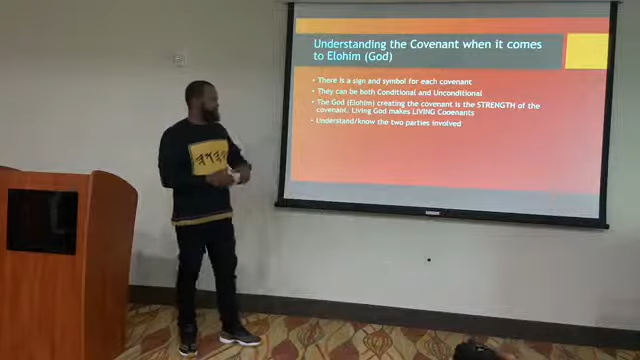 Understanding the Covenant when it comes
to Elohim (God)
• There is a sign and symbol for each covenant
• They can be both Conditional and Unconditional
• The God (Elohim) creating the covenant is the STRENGTH of the
covenant. Living God makes LIVING Covenants
• Understand/know the two parties involved
𐤉𐤄𐤅𐤄